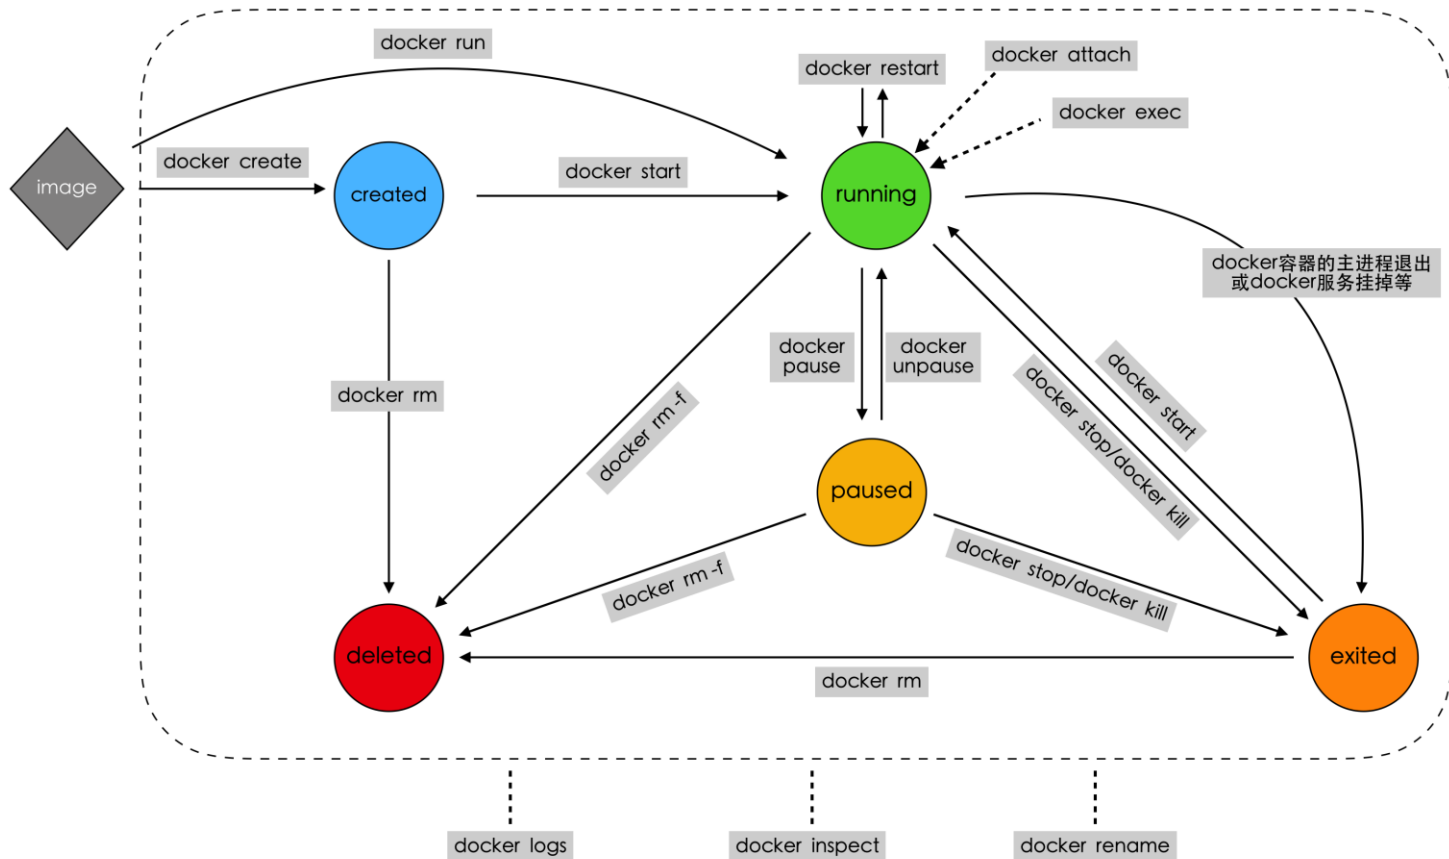 docker run
docker restart
docker attach
docker exec
image
docker create
created
docker start
running
docker容器的主进程退出
或docker服务挂掉等
docker
pause
docker
unpause
docker start
docker rm
docker rm -f
docker stop/docker kill
paused
docker rm -f
docker stop/docker kill
deleted
exited
docker rm
docker logs
docker inspect
docker rename